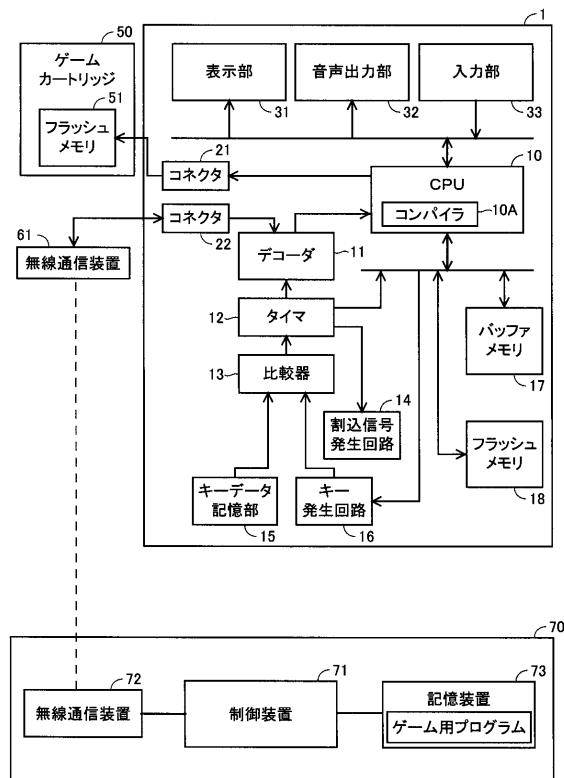 50
1
ゲーム
カートリッジ
51
フラッシュ
メモリ
表示部
31
音声出力部
32
入力部
33
21
コネクタ
10
CPU
コンパイラ
10A
コネクタ
22
61
無線通信装置
デコーダ
11
12
タイマ
13
比較器
14
割込信号
発生回路
バッファ
メモリ
17
フラッシュ
メモリ
18
キーデータ
記憶部
15
キー
発生回路
16
70
72
無線通信装置
71
制御装置
73
記憶装置
ゲーム用プログラム